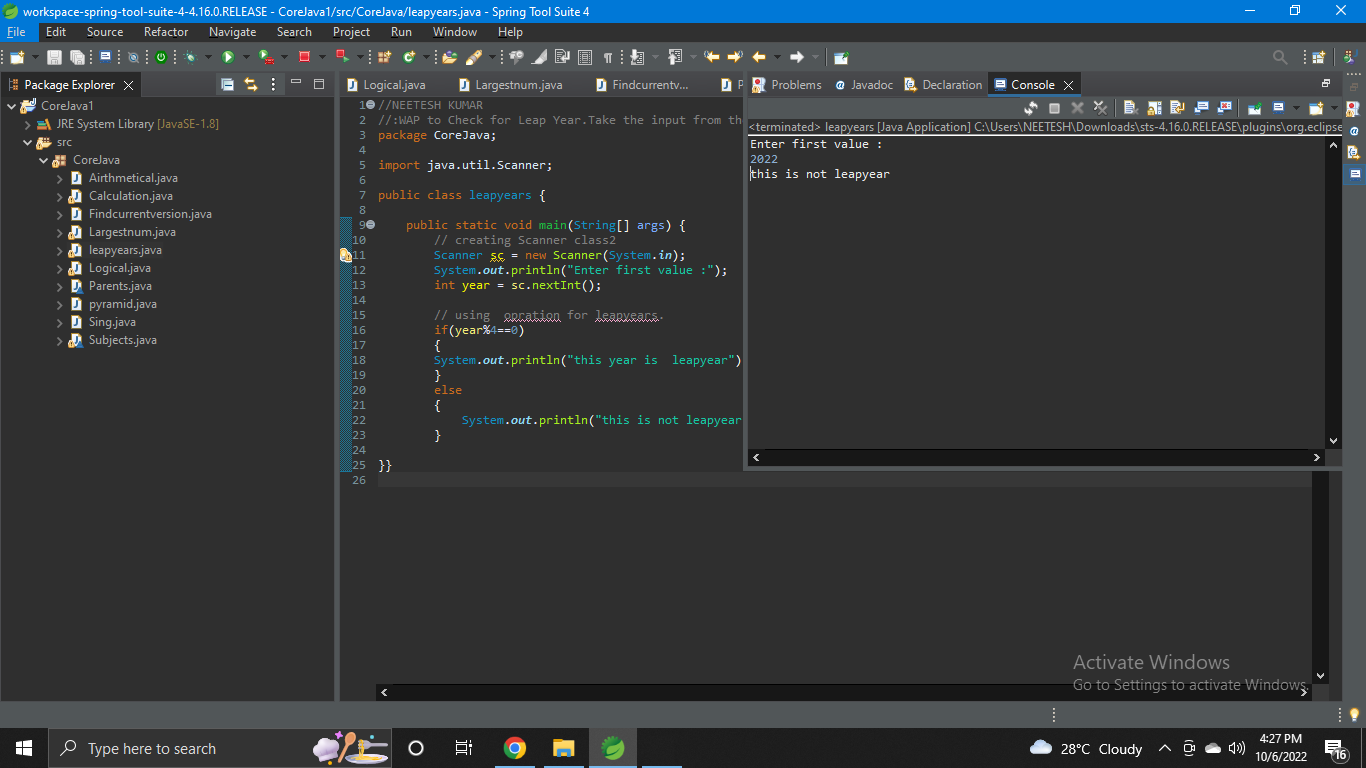 workspace-spring-tool-suite-4-4.16.0.RELEASE - CoreJava1/src/CoreJava/leapyears.java - Spring Tool Suite 4
File Edit Source Refactor Navigate Search Project Run Window Help
Package Explorer
CoreJava1
JRE System Library [JavaSE-1.8]
src
CoreJava
Airthmetical.java
Calculation.java
Findcurrentversion.java
Largestnum.java
leapyears.java
Logical.java
Parents.java
pyramid.java
Sing.java
Subjects.java
Logical.java Largestnum.java Findcurrentv... P
1 //NEETESH KUMAR
2 //:WAP to Check for Leap Year.Take the input from th
3 package CoreJava;
4
5 import java.util.Scanner;
6
7 public class leapyears {
8
9 public static void main(String[] args) {
10 // creating Scanner class2
11 Scanner sc = new Scanner(System.in);
12 System.out.println("Enter first value :");
13 int year = sc.nextInt();
14
15 // using  opration for leapyears.
16 if(year%4==0)
17 {
18 System.out.println("this year is  leapyear")
19 }
20 else
21 {
22 System.out.println("this is not leapyear
23 }
24
25 }}
26
Problems Javadoc Declaration Console
<terminated> leapyears [Java Application] C:\Users\NEETESH\Downloads\sts-4.16.0.RELEASE\plugins\org.eclipse
Enter first value :
2022
this is not leapyear
Activate Windows
Go to Settings to activate Windows.
Type here to search
28°C Cloudy
4:27 PM
10/6/2022
16